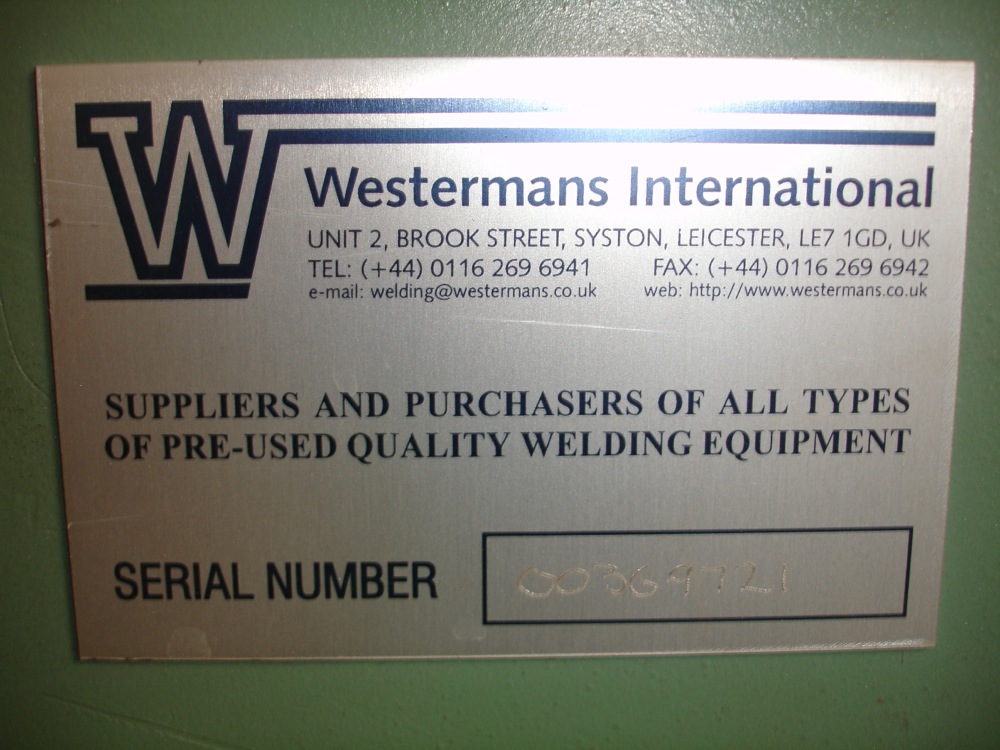 W
Westermans International
UNIT 2, BROOK STREET, SYSTON, LEICESTER, LE7 1GD, UK
TEL: (+44) 0116 269 6941 FAX: (+44) 0116 269 6942
e-mail: welding@westermans.co.uk web: http://www.westermans.co.uk
SUPPLIERS AND PURCHASERS OF ALL TYPES
OF PRE-USED QUALITY WELDING EQUIPMENT
SERIAL NUMBER 00369721